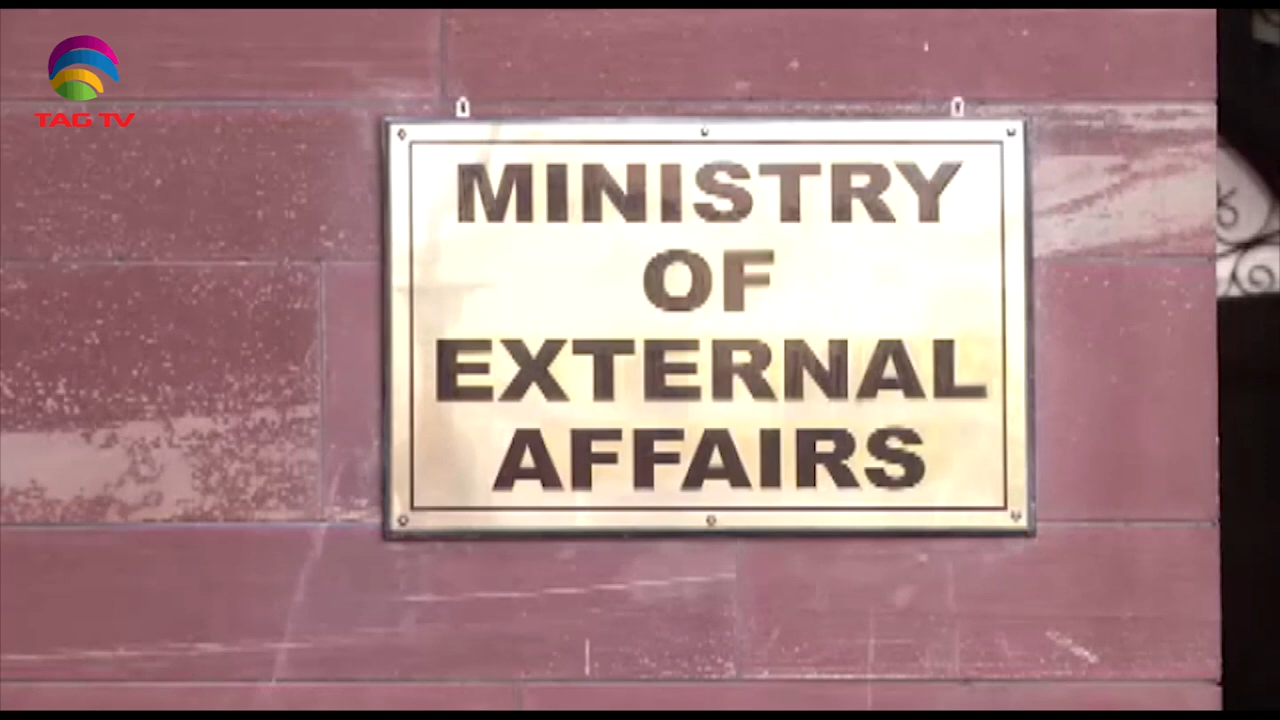 TAG TV
MINISTRY
OF
EXTERNAL
AFFAIRS